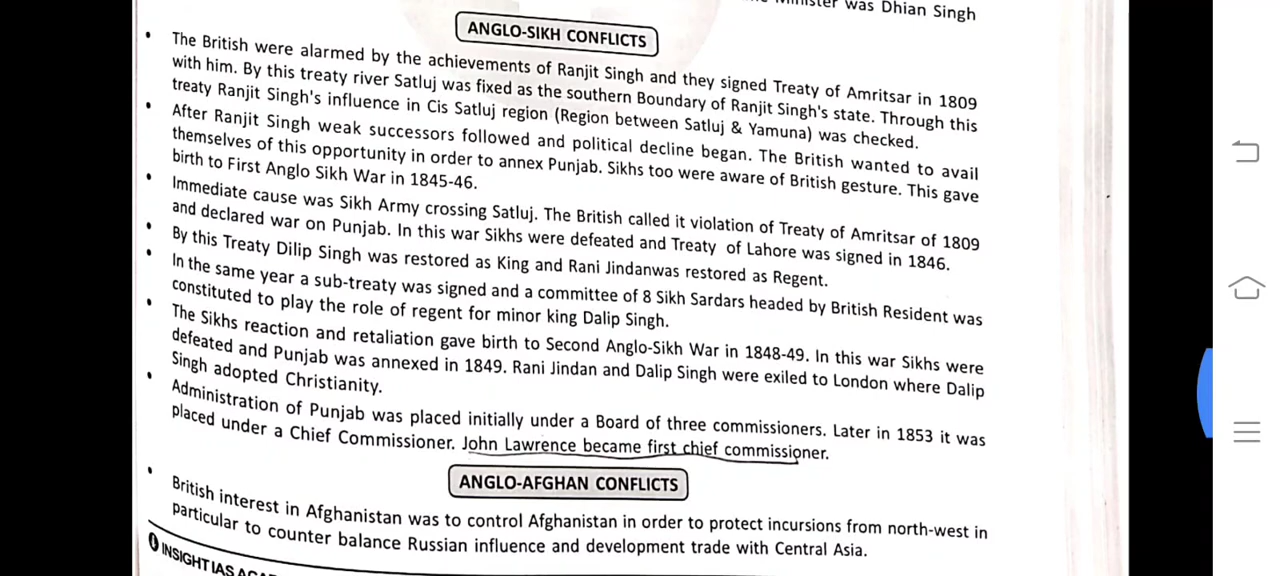 was Dhian Singh
ANGLO-SIKH CONFLICTS
• The British were alarmed by the achievements of Ranjit Singh and they signed Treaty of Amritsar in 1809
with him. By this treaty river Satluj was fixed as the southern Boundary of Ranjit Singh's state. Through this
treaty Ranjit Singh's influence in Cis Satluj region (Region between Satluj & Yamuna) was checked.
• After Ranjit Singh weak successors followed and political decline began. The British wanted to avail
themselves of this opportunity in order to annex Punjab. Sikhs too were aware of British gesture. This gave
birth to First Anglo Sikh War in 1845-46.
• Immediate cause was Sikh Army crossing Satluj. The British called it violation of Treaty of Amritsar of 1809
and declared war on Punjab. In this war Sikhs were defeated and Treaty of Lahore was signed in 1846.
• By this Treaty Dilip Singh was restored as King and Rani Jindanwas restored as Regent.
• In the same year a sub-treaty was signed and a committee of 8 Sikh Sardars headed by British Resident was
constituted to play the role of regent for minor king Dalip Singh.
• The Sikhs reaction and retaliation gave birth to Second Anglo-Sikh War in 1848-49. In this war Sikhs were
defeated and Punjab was annexed in 1849. Rani Jindan and Dalip Singh were exiled to London where Dalip
Singh adopted Christianity.
• Administration of Punjab was placed initially under a Board of three commissioners. Later in 1853 it was
placed under a Chief Commissioner. John Lawrence became first chief commissioner.
ANGLO-AFGHAN CONFLICTS
• British interest in Afghanistan was to control Afghanistan in order to protect incursions from north-west in
particular to counter balance Russian influence and development trade with Central Asia.
INSIGHT IAS